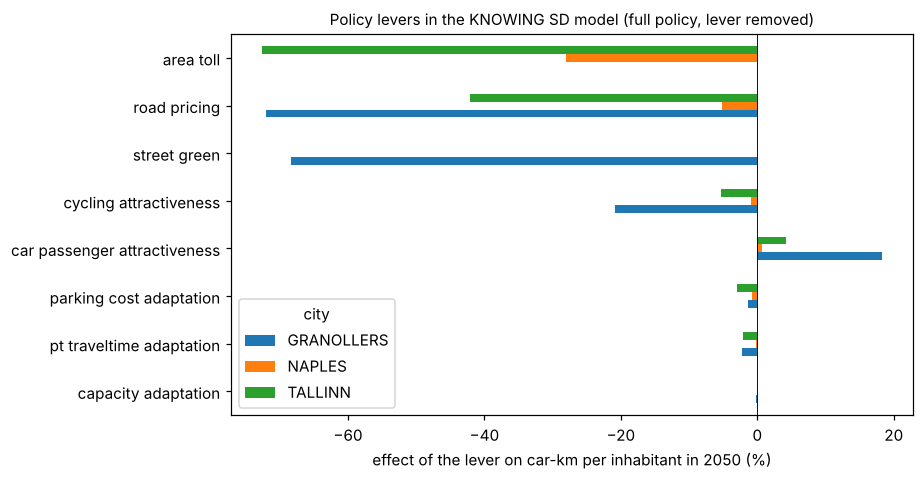 Policy levers in the KNOWING SD model (full policy, lever removed)
area toll
road pricing
street green
cycling attractiveness
car passenger attractiveness
parking cost adaptation
pt traveltime adaptation
capacity adaptation
city
GRANOLLERS
NAPLES
TALLINN
−60 −40 −20 0 20
effect of the lever on car-km per inhabitant in 2050 (%)